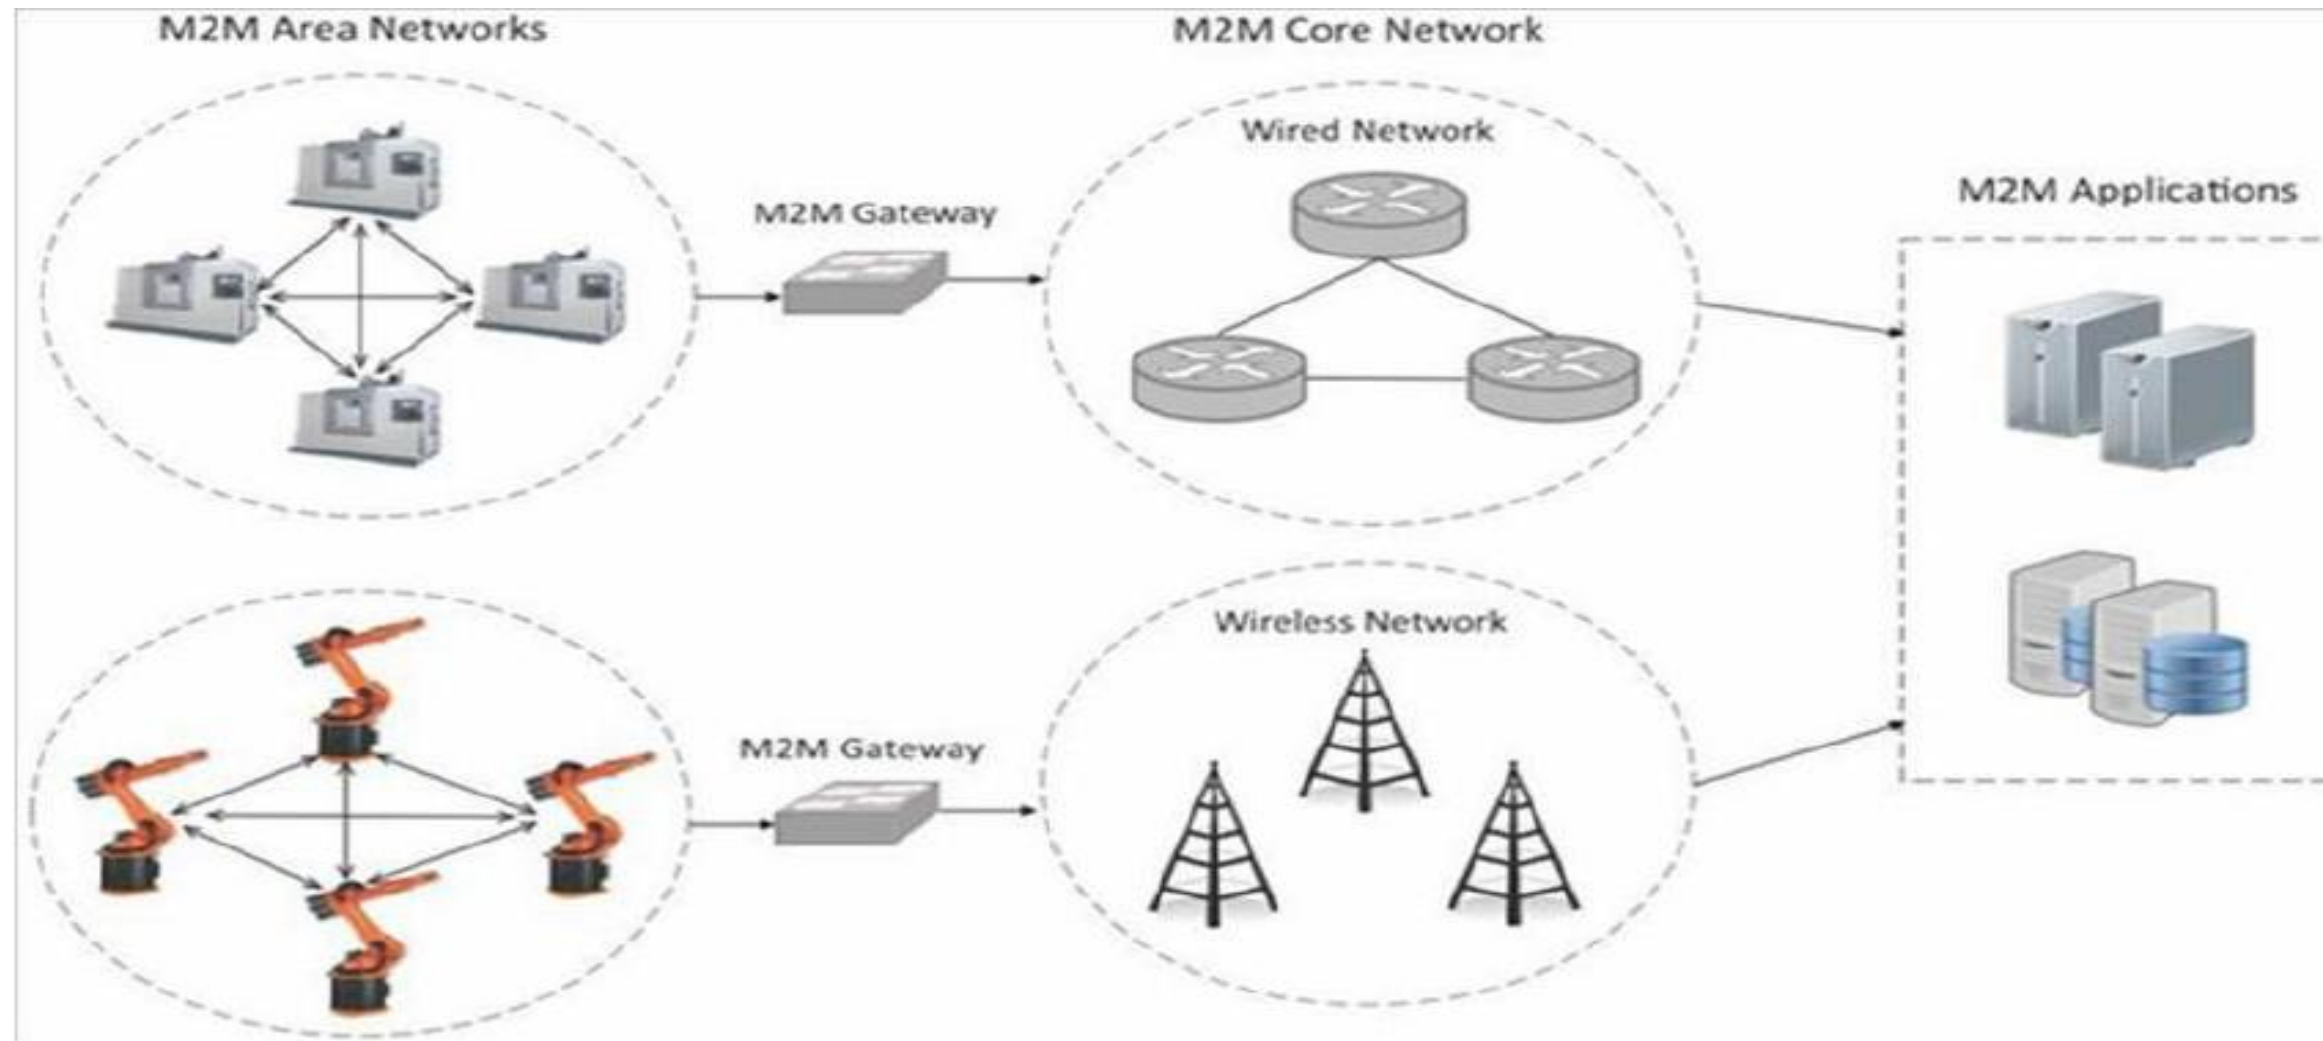 M2M Area Networks
M2M Core Network
Wired Network
M2M Gateway
M2M Applications
Wireless Network
M2M Gateway